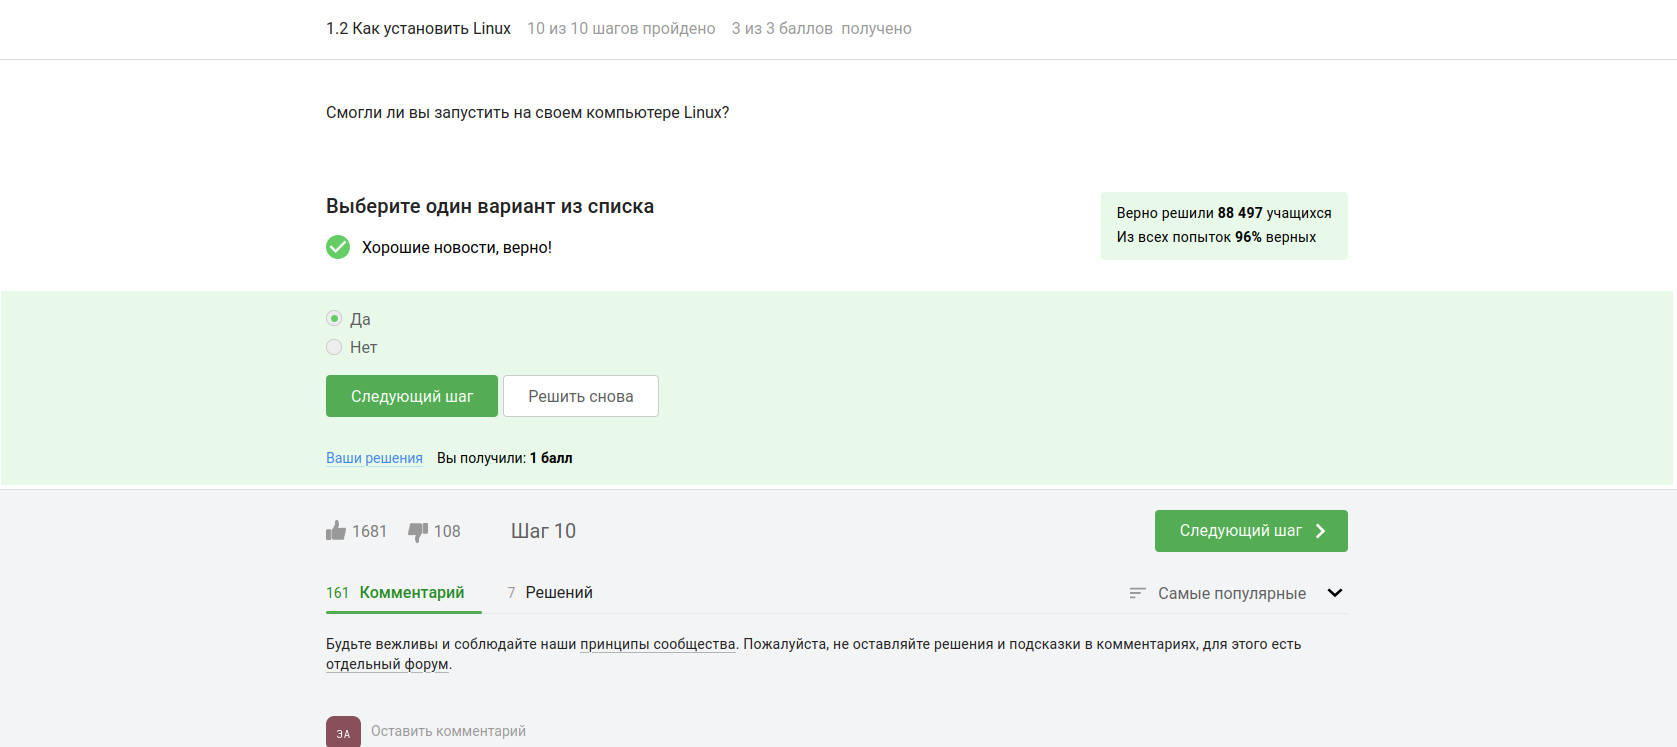 1.2 Как установить Linux 10 из 10 шагов пройдено 3 из 3 баллов получено
Смогли ли вы запустить на своем компьютере Linux?
Выберите один вариант из списка
Хорошие новости, верно!
Верно решили 88 497 учащихся
Из всех попыток 96% верных
Да
Нет
Следующий шаг Решить снова
Ваши решения Вы получили: 1 балл
1681 108 Шаг 10 Следующий шаг
161 Комментарий 7 Решений Самые популярные
Будьте вежливы и соблюдайте наши принципы сообщества. Пожалуйста, не оставляйте решения и подсказки в комментариях, для этого есть
отдельный форум.
ЭА Оставить комментарий